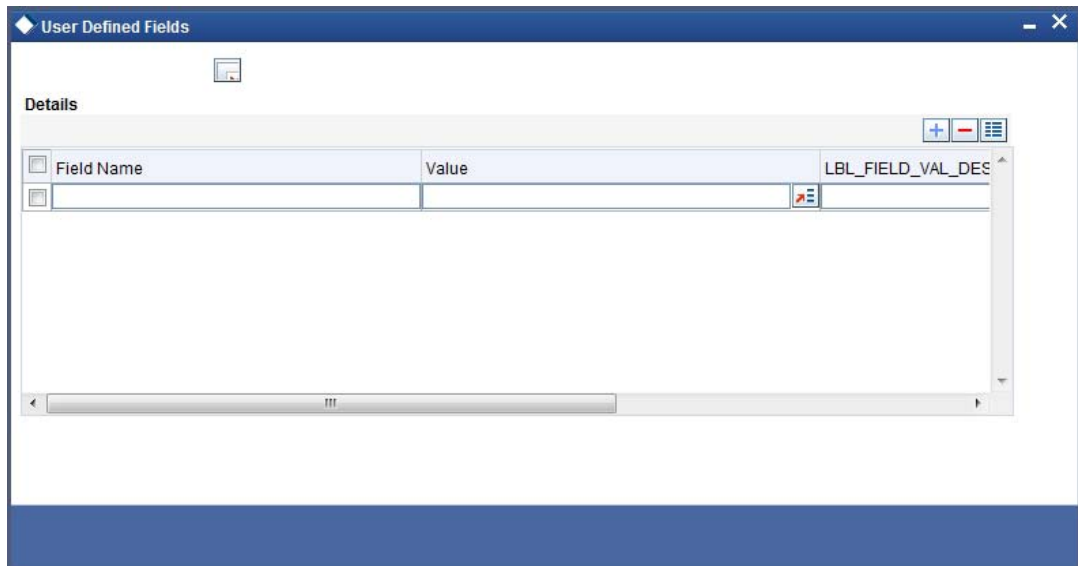 User Defined Fields
Details
Field Name Value LBL_FIELD_VAL_DES